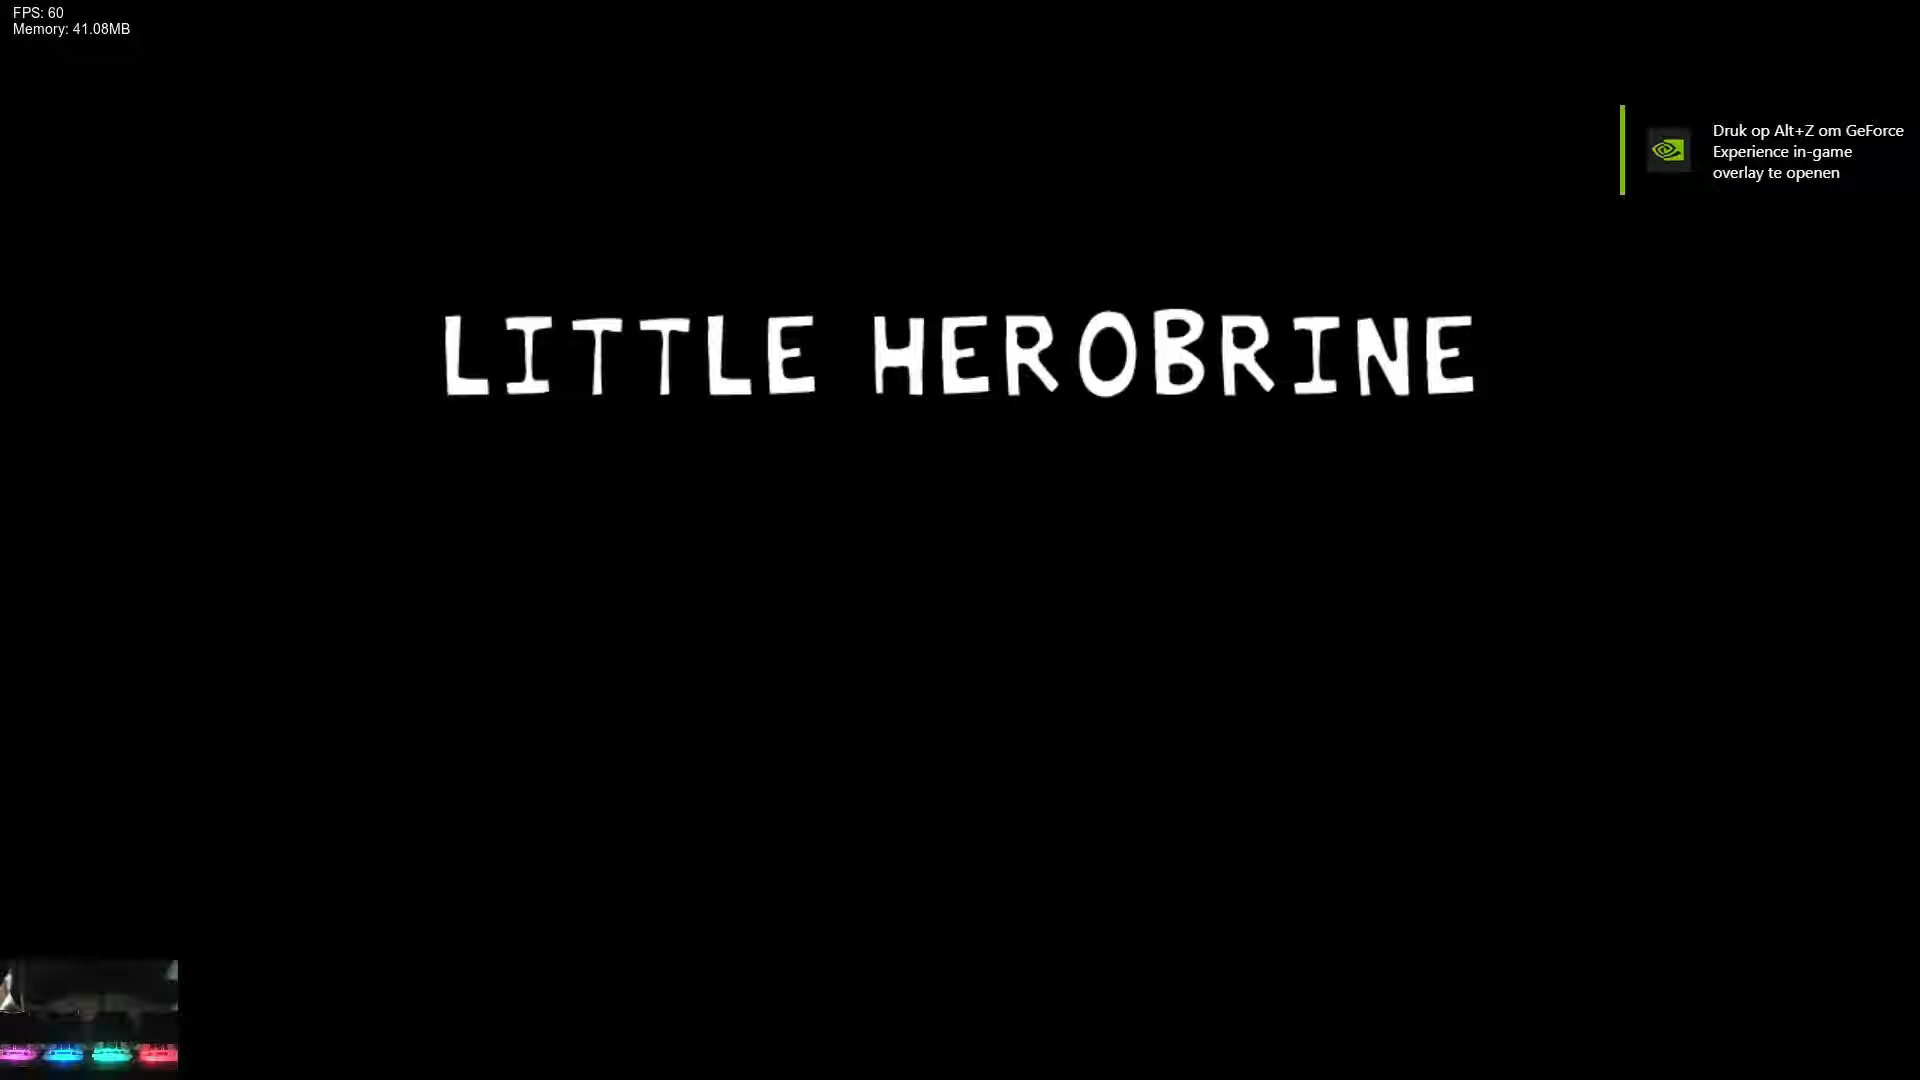 FPS: 60
Memory: 41.08MB
Druk op Alt+Z om GeForce
Experience in-game
overlay te openen
LITTLE HEROBRINE